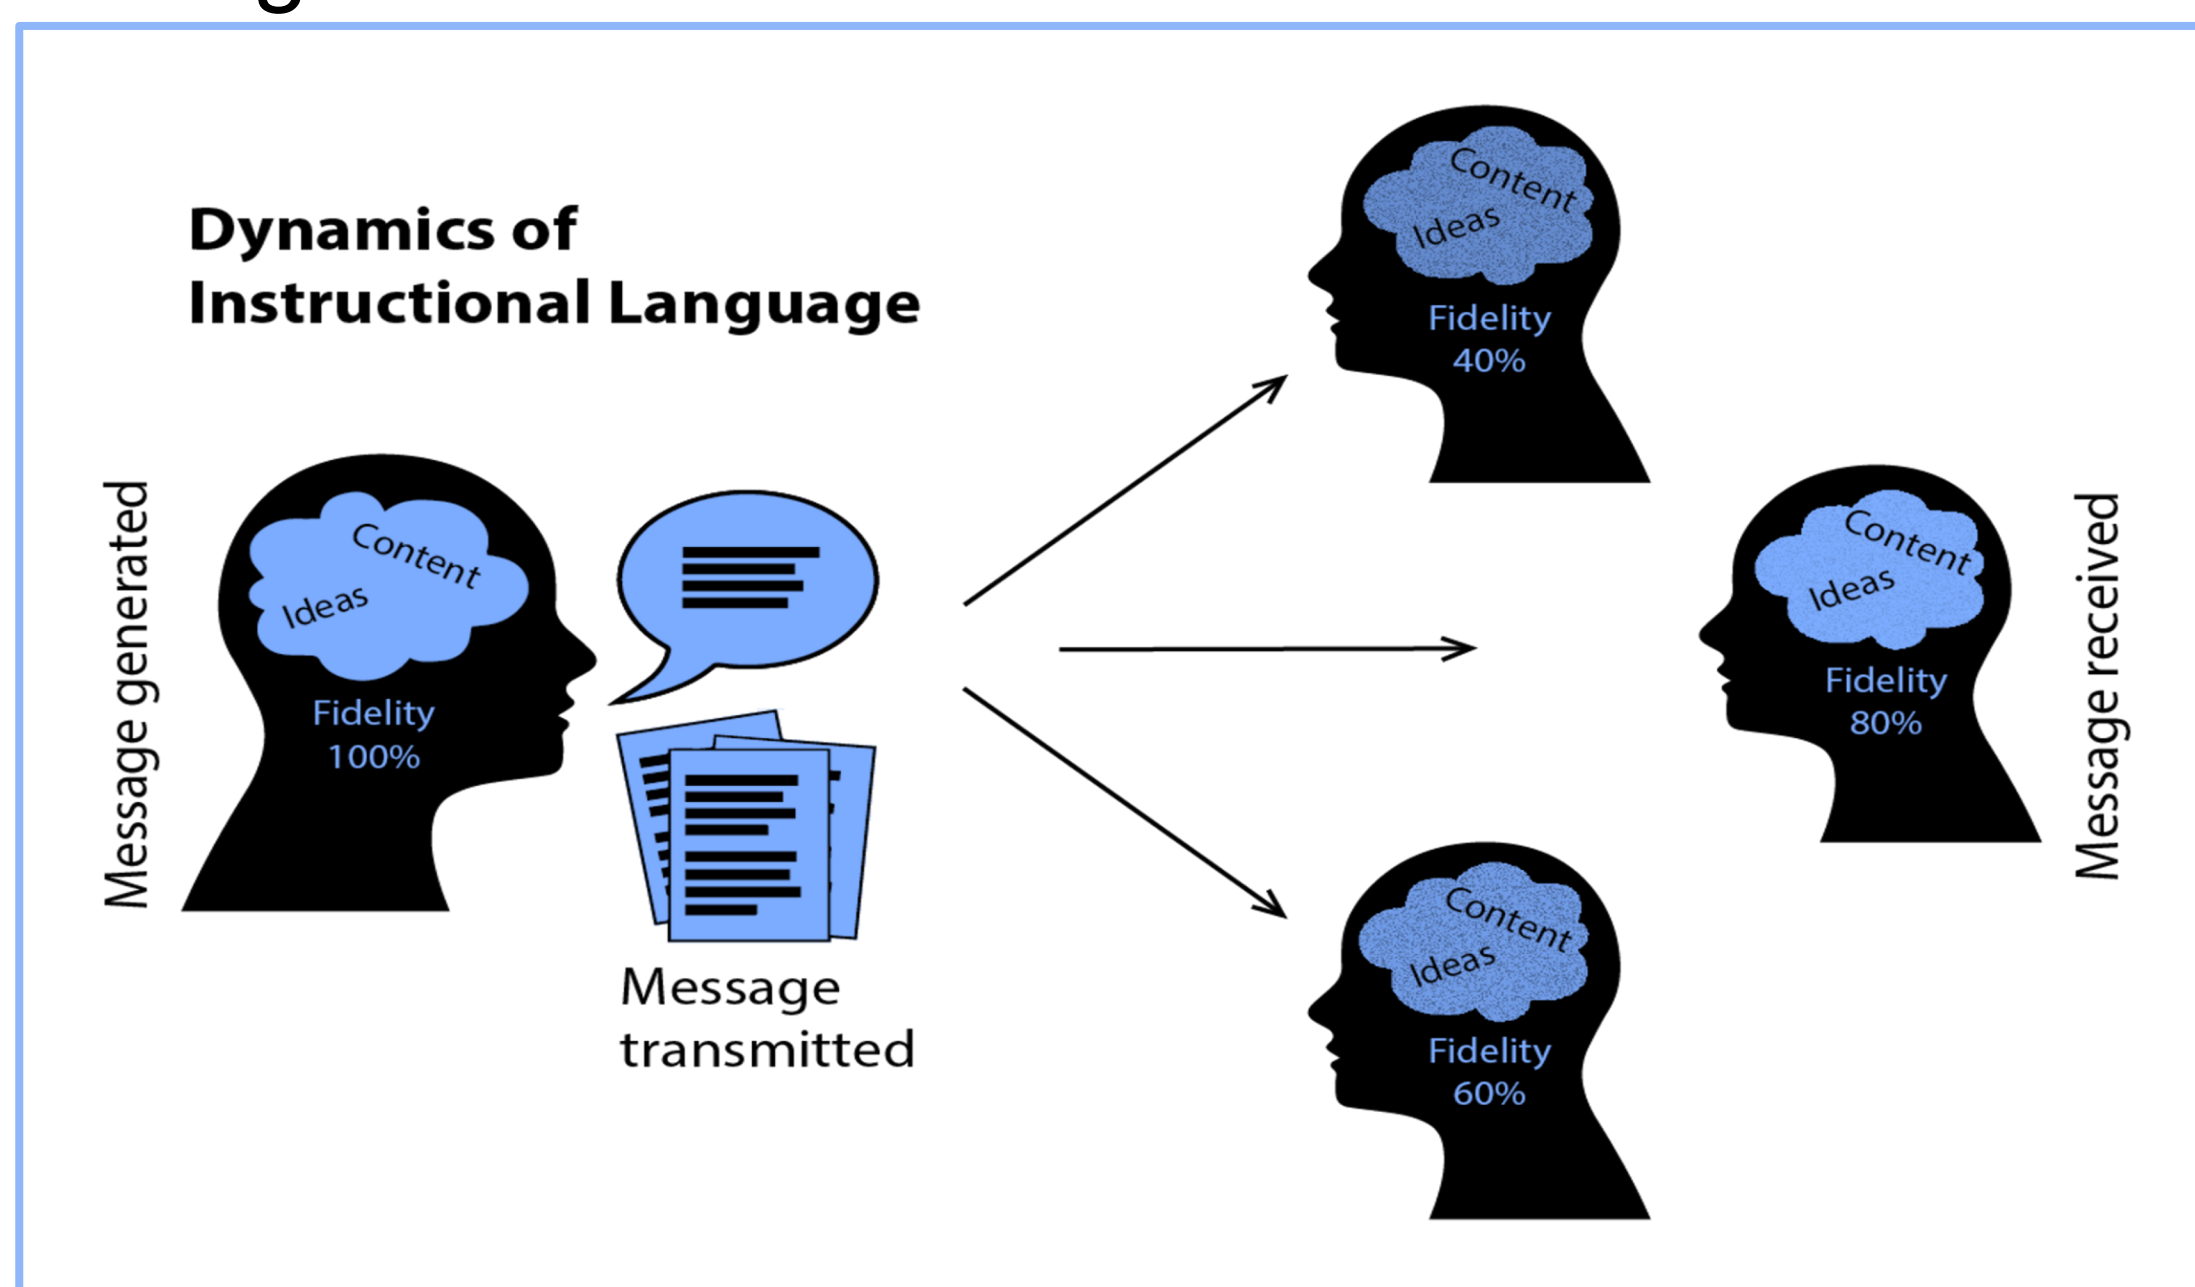 Dynamics of
Instructional Language
Message generated
Content
Ideas
Fidelity
100%
Message
transmitted
Content
Ideas
Fidelity
40%
Content
Ideas
Fidelity
80%
Content
Ideas
Fidelity
60%
Message received